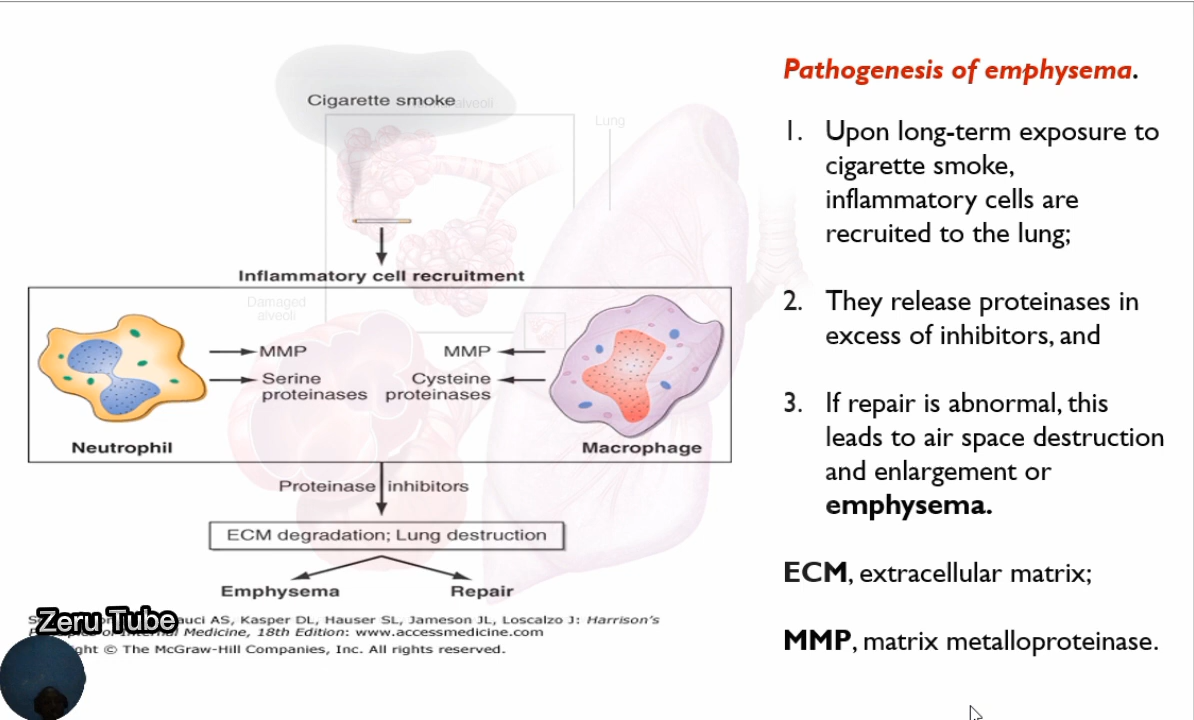 Cigarette smoke
alveoli
Lung
Inflammatory cell recruitment
Damaged
alveoli
MMP
Serine
proteinases
MMP
Cysteine
proteinases
Neutrophil
Macrophage
Proteinase inhibitors
ECM degradation; Lung destruction
Emphysema
Repair
Zeru Tube
auci AS, Kasper DL, Hauser SL, Jameson JL, Loscalzo J: Harrison's
Medicine, 18th Edition: www.accessmedicine.com
© The McGraw-Hill Companies, Inc. All rights reserved.
Pathogenesis of emphysema.
1. Upon long-term exposure to
cigarette smoke,
inflammatory cells are
recruited to the lung;
2. They release proteinases in
excess of inhibitors, and
3. If repair is abnormal, this
leads to air space destruction
and enlargement or
emphysema.
ECM, extracellular matrix;
MMP, matrix metalloproteinase.